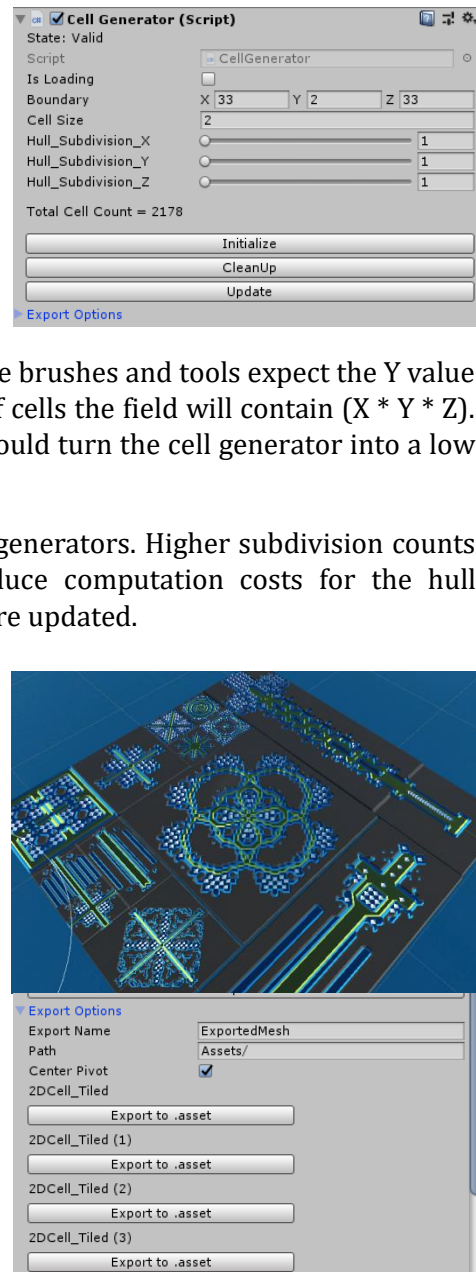 Cell Generator (Script)
State: Valid
Script CellGenerator
Is Loading
Boundary X 33 Y 2 Z 33
Cell Size 2
Hull_Subdivision_X 1
Hull_Subdivision_Y 1
Hull_Subdivision_Z 1
Total Cell Count = 2178
Initialize
CleanUp
Update
Export Options
brushes and tools expect the Y value
cells the field will contain (X * Y * Z).
ould turn the cell generator into a low
generators. Higher subdivision counts
duce computation costs for the hull
re updated.
Export Options
Export Name ExportedMesh
Path Assets/
Center Pivot
2DCell_Tiled
Export to .asset
2DCell_Tiled (1)
Export to .asset
2DCell_Tiled (2)
Export to .asset
2DCell_Tiled (3)
Export to .asset